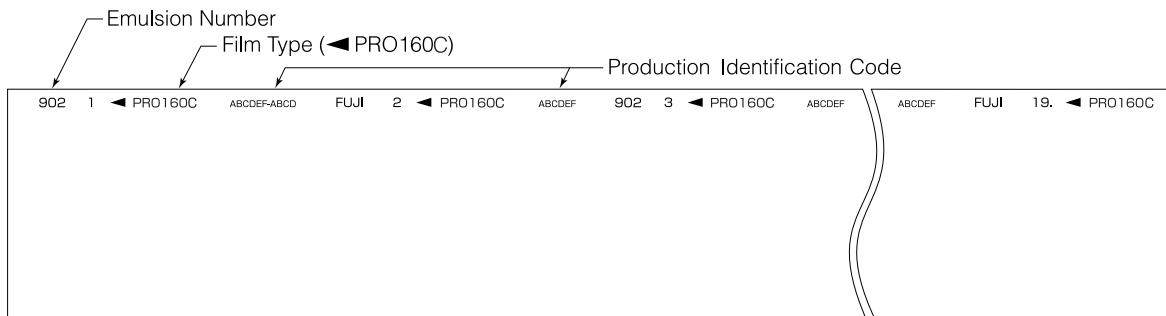 Emulsion Number
Film Type (◀ PRO160C)
Production Identification Code
902 1 ◀ PRO160C ABCDEF-ABCD FUJI 2 ◀ PRO160C ABCDEF 902 3 ◀ PRO160C ABCDEF ABCDEF FUJI 19. ◀ PRO160C